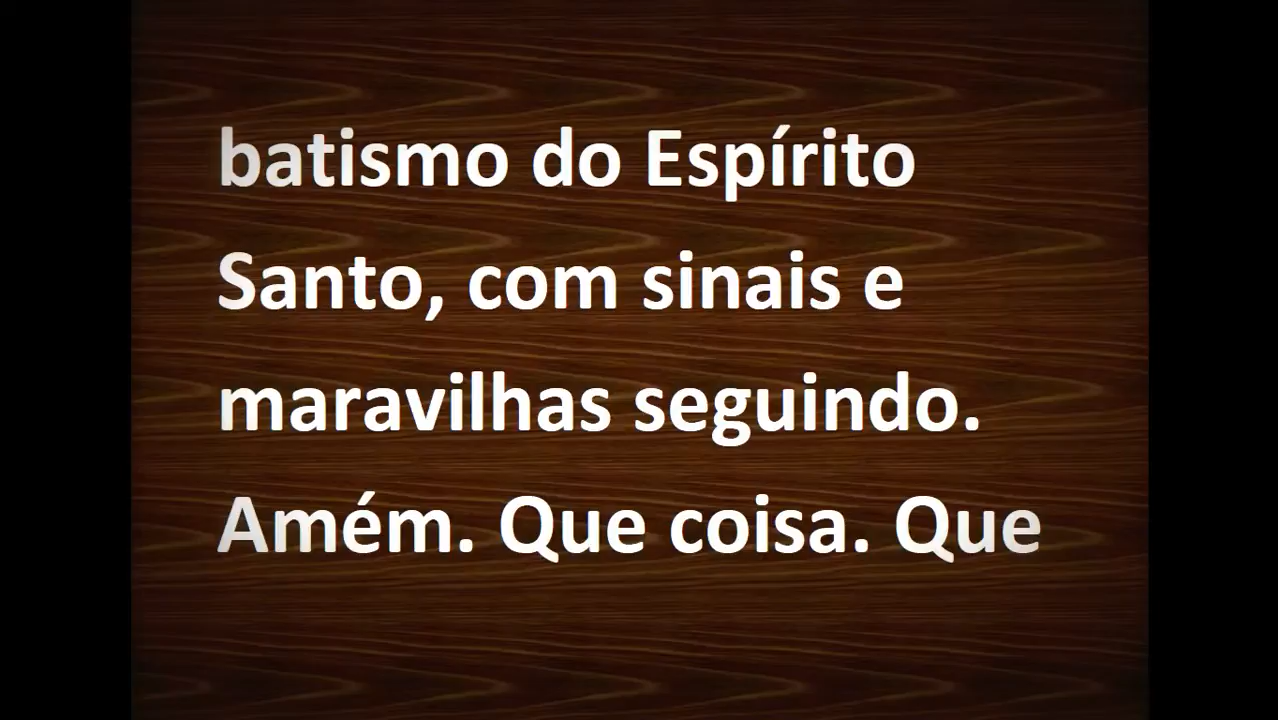 batismo do Espírito
Santo, com sinais e
maravilhas seguindo.
Amém. Que coisa. Que